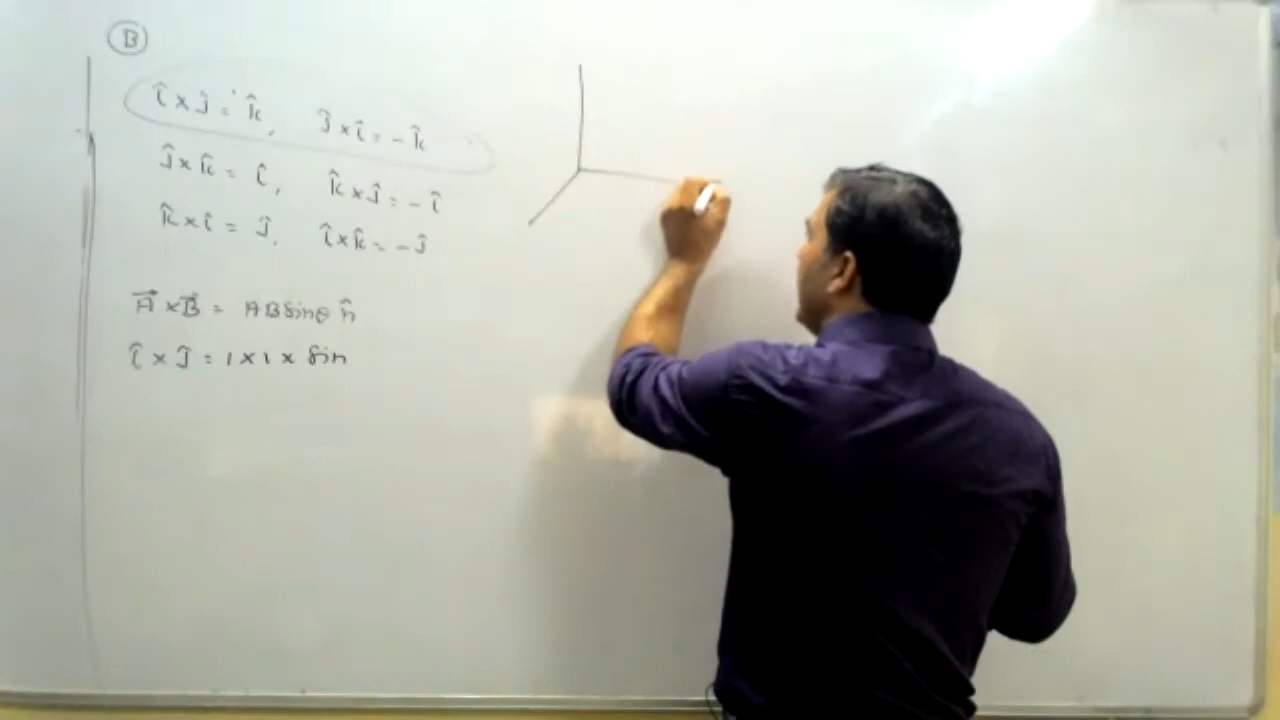 B
î × ĵ = k̂, ĵ × î = - k̂
ĵ × k̂ = î, k̂ × ĵ = - î
k̂ × î = ĵ, î × k̂ = - ĵ
A⃗ × B⃗ = AB sinθ n̂
î × ĵ = 1 × 1 × sin